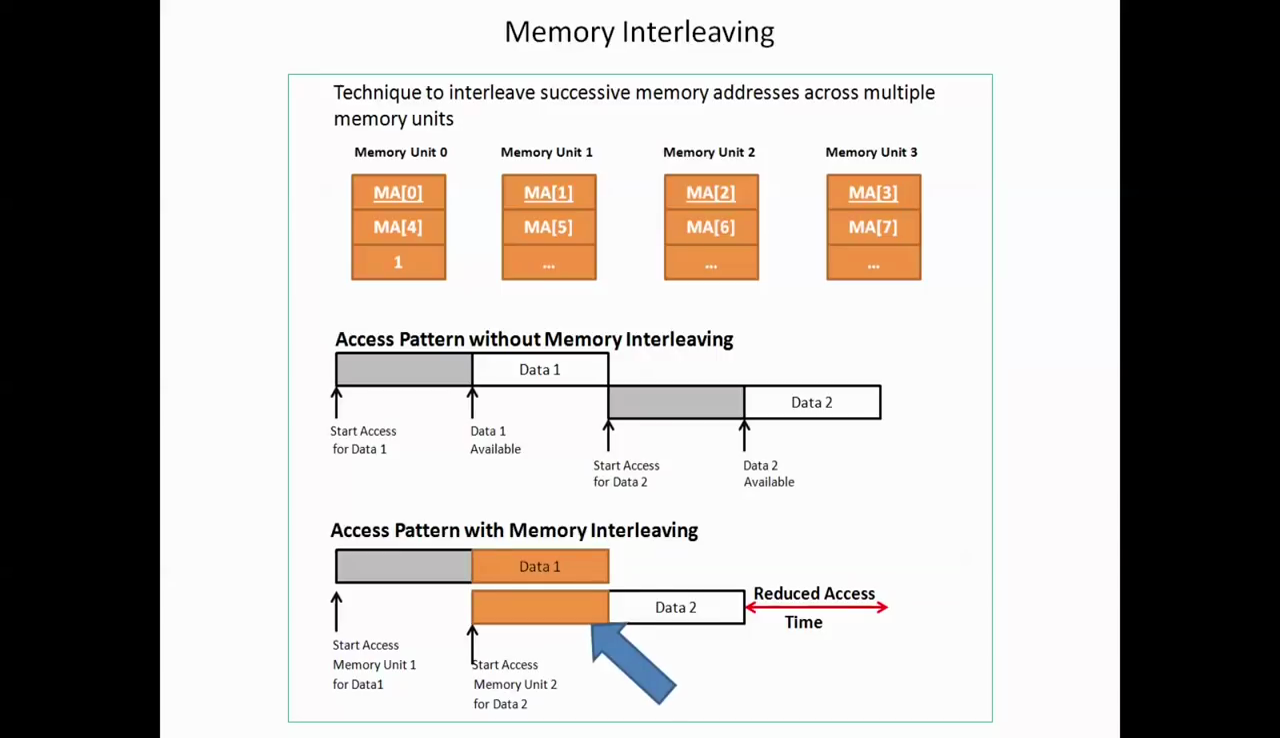 Memory Interleaving
Technique to interleave successive memory addresses across multiple
memory units
Memory Unit 0
Memory Unit 1
Memory Unit 2
Memory Unit 3
MA[0]
MA[1]
MA[2]
MA[3]
MA[4]
MA[5]
MA[6]
MA[7]
1
...
...
...
Access Pattern without Memory Interleaving
Data 1
Data 2
Start Access
for Data 1
Data 1
Available
Start Access
for Data 2
Data 2
Available
Access Pattern with Memory Interleaving
Data 1
Data 2
Reduced Access
Time
Start Access
Memory Unit 1
for Data1
Start Access
Memory Unit 2
for Data 2